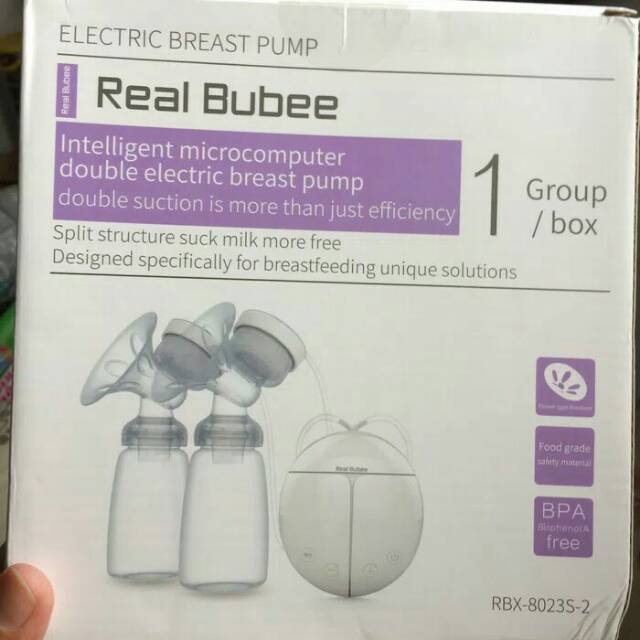 ELECTRIC BREAST PUMP
Real Bubee
Real Bubee
Intelligent microcomputer
double electric breast pump
double suction is more than just efficiency
1
Group
/ box
Split structure suck milk more free
Designed specifically for breastfeeding unique solutions
Real Bubee
Food grade
safety material
BPA
BisphenolA
free
RBX-8023S-2